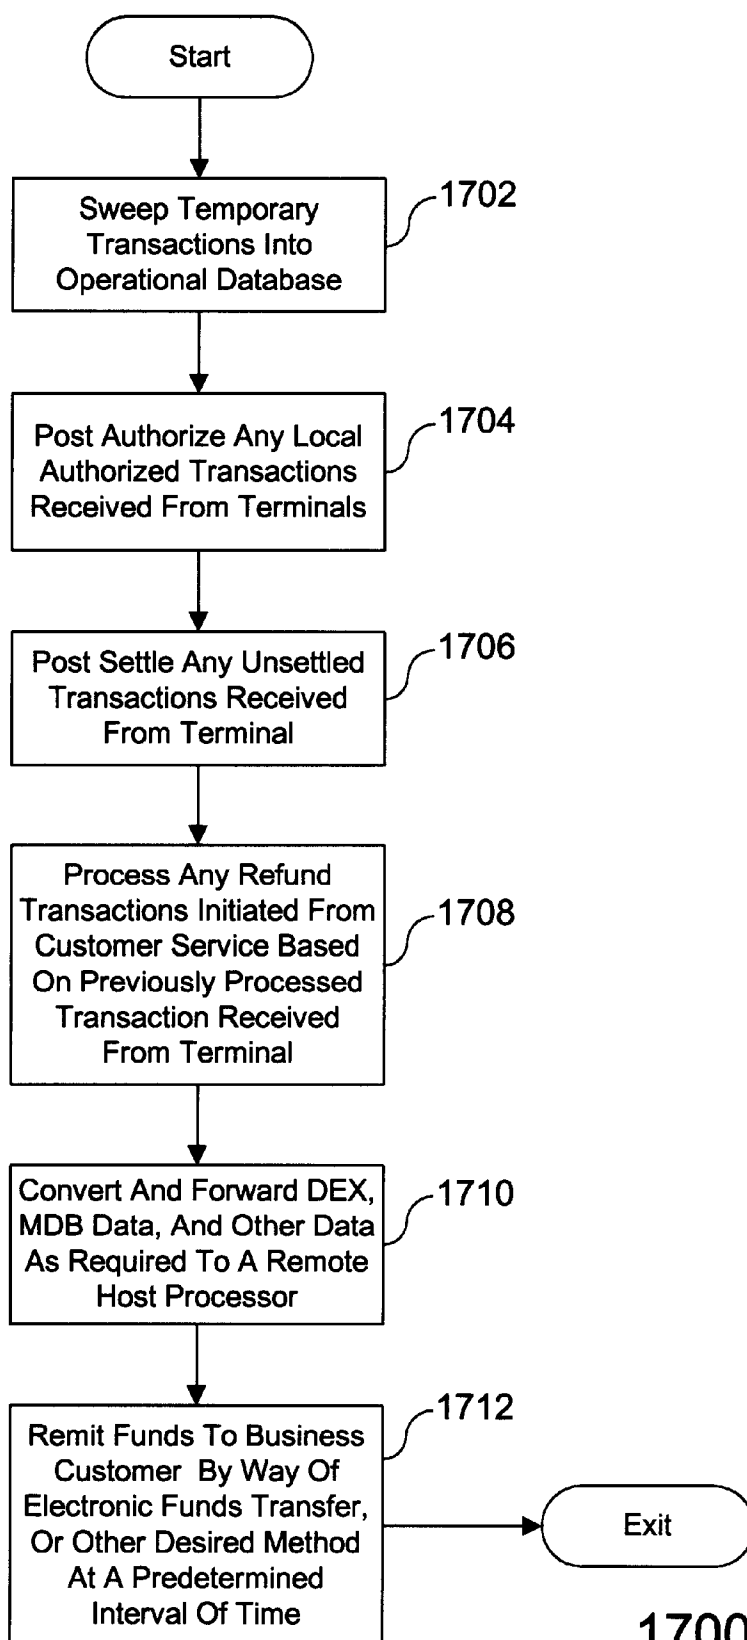 Start
Sweep Temporary
Transactions Into
Operational Database
1702
Post Authorize Any Local
Authorized Transactions
Received From Terminals
1704
Post Settle Any Unsettled
Transactions Received
From Terminal
1706
Process Any Refund
Transactions Initiated From
Customer Service Based
On Previously Processed
Transaction Received
From Terminal
1708
Convert And Forward DEX,
MDB Data, And Other Data
As Required To A Remote
Host Processor
1710
Remit Funds To Business
Customer By Way Of
Electronic Funds Transfer,
Or Other Desired Method
At A Predetermined
Interval Of Time
1712
Exit
1700